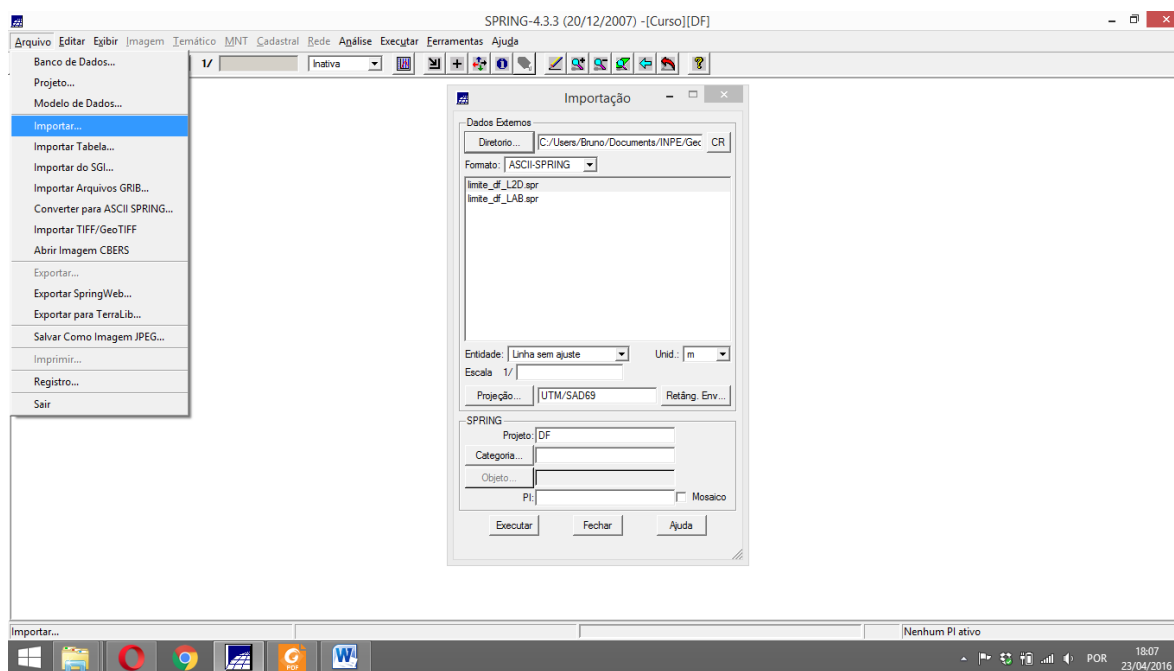 SPRING-4.3.3 (20/12/2007) -[Curso][DF]
Arquivo Editar Exibir Imagem Temático MNT Cadastral Rede Análise Executar Ferramentas Ajuda
1/ Inativa
Banco de Dados...
Projeto...
Modelo de Dados...
Importar...
Importar Tabela...
Importar do SGI...
Importar Arquivos GRIB...
Converter para ASCII SPRING...
Importar TIFF/GeoTIFF
Abrir Imagem CBERS
Exportar...
Exportar SpringWeb...
Exportar para TerraLib...
Salvar Como Imagem JPEG...
Imprimir...
Registro...
Sair
Importação
Dados Externos
Diretorio... C:/Users/Bruno/Documents/INPE/Geo CR
Formato: ASCII-SPRING
limite_df_L2D.spr
limite_df_LAB.spr
Entidade: Linha sem ajuste Unid.: m
Escala 1/
Projeção... UTM/SAD69 Retâng. Env...
SPRING
Projeto: DF
Categoria...
Objeto...
PI: Mosaico
Executar Fechar Ajuda
Importar... Nenhum PI ativo
POR 18:07
23/04/2016